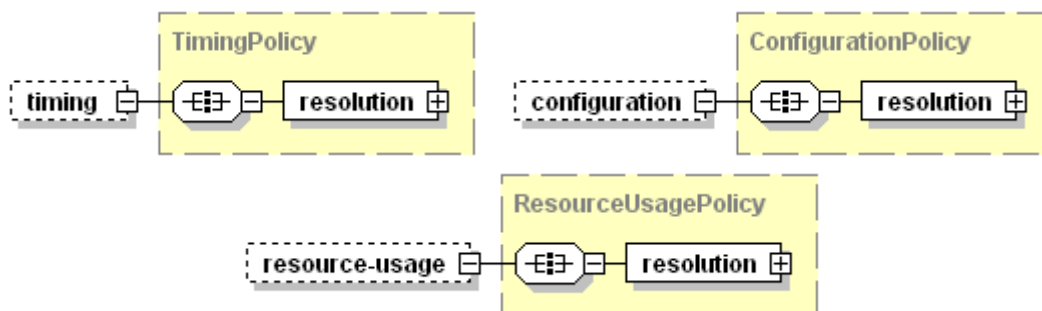 TimingPolicy
timing
resolution
ConfigurationPolicy
configuration
resolution
ResourceUsagePolicy
resource-usage
resolution